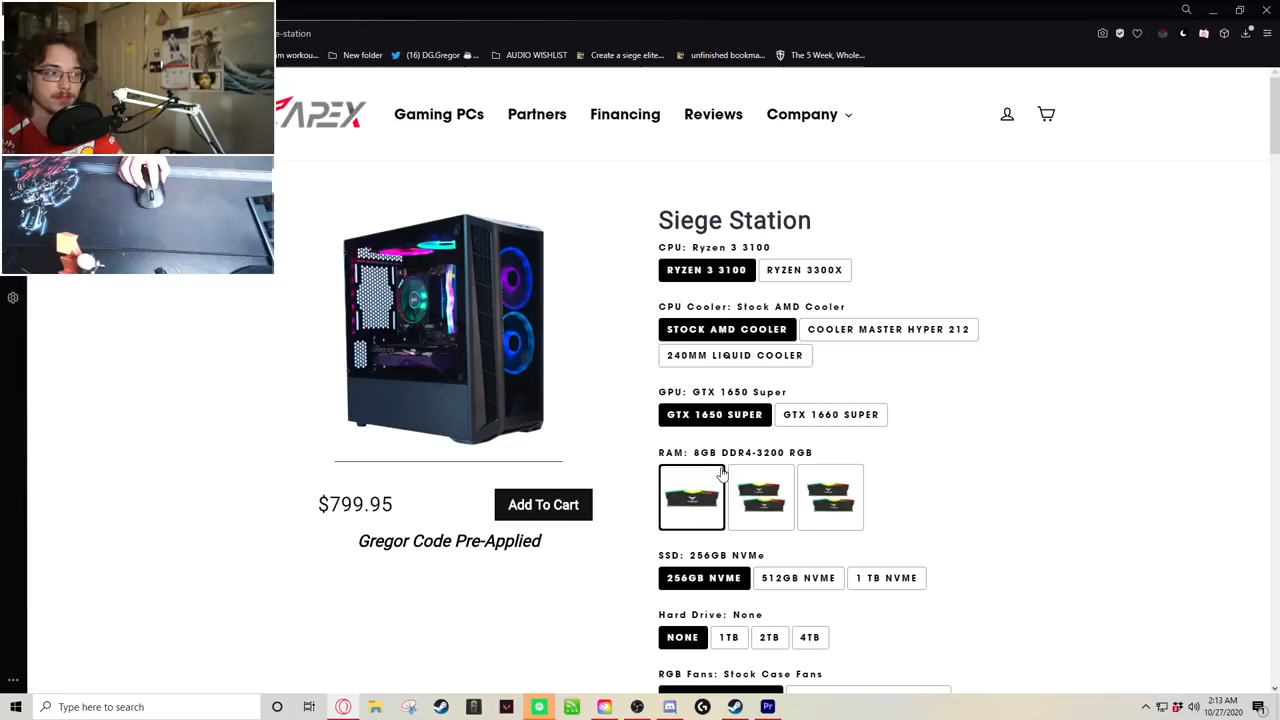 e-station
m workou...
New folder
(16) DG.Gregor
AUDIO WISHLIST
Create a siege elite...
unfinished bookma...
The 5 Week, Whole...
APEX
Gaming PCs
Partners
Financing
Reviews
Company
Siege Station
CPU: Ryzen 3 3100
RYZEN 3 3100
RYZEN 3300X
CPU Cooler: Stock AMD Cooler
STOCK AMD COOLER
COOLER MASTER HYPER 212
240MM LIQUID COOLER
GPU: GTX 1650 Super
GTX 1650 SUPER
GTX 1660 SUPER
RAM: 8GB DDR4-3200 RGB
$799.95
Add To Cart
Gregor Code Pre-Applied
SSD: 256GB NVMe
256GB NVME
512GB NVME
1 TB NVME
Hard Drive: None
NONE
1TB
2TB
4TB
RGB Fans: Stock Case Fans
Type here to search
2:13 AM
10/27/2020